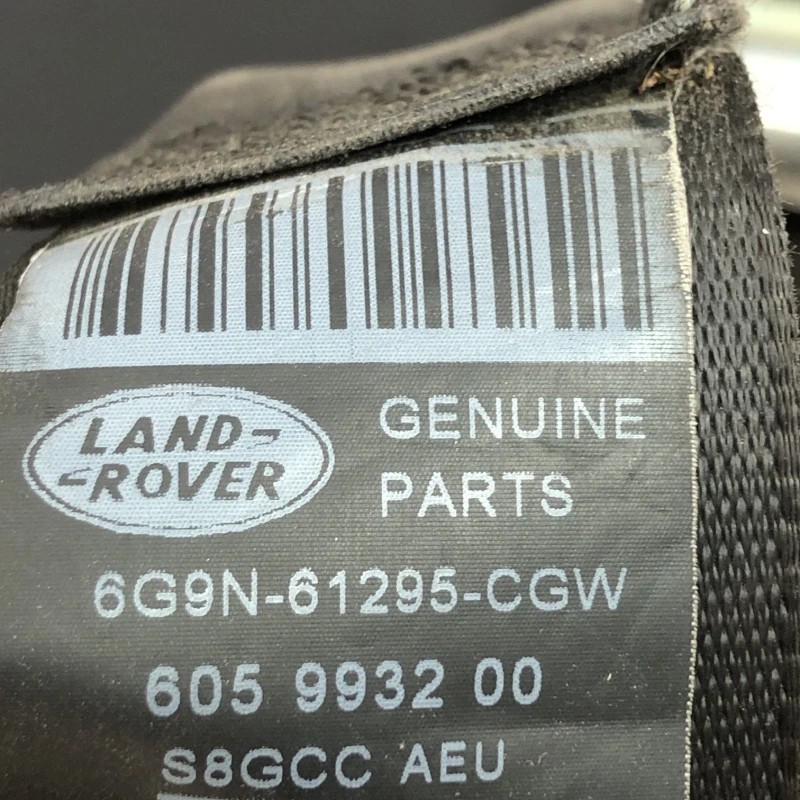 LAND-
-ROVER
GENUINE
PARTS
6G9N-61295-CGW
605 9932 00
S8GCC AEU